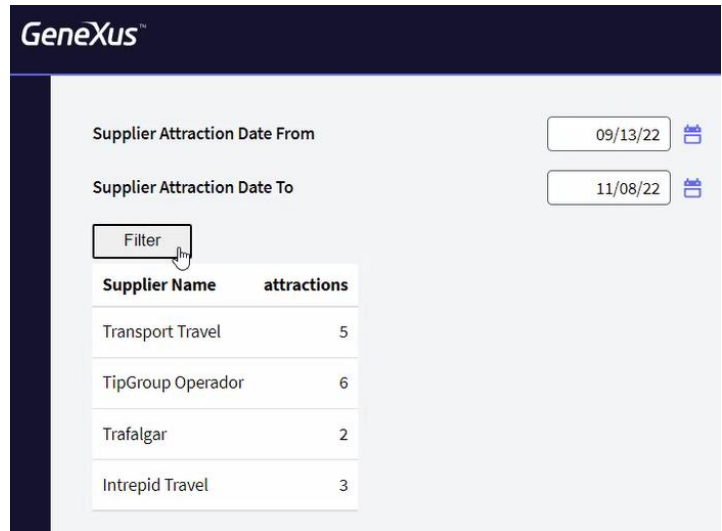 GeneXus™
Supplier Attraction Date From 09/13/22
Supplier Attraction Date To 11/08/22
Filter
Supplier Name attractions
Transport Travel 5
TipGroup Operador 6
Trafalgar 2
Intrepid Travel 3